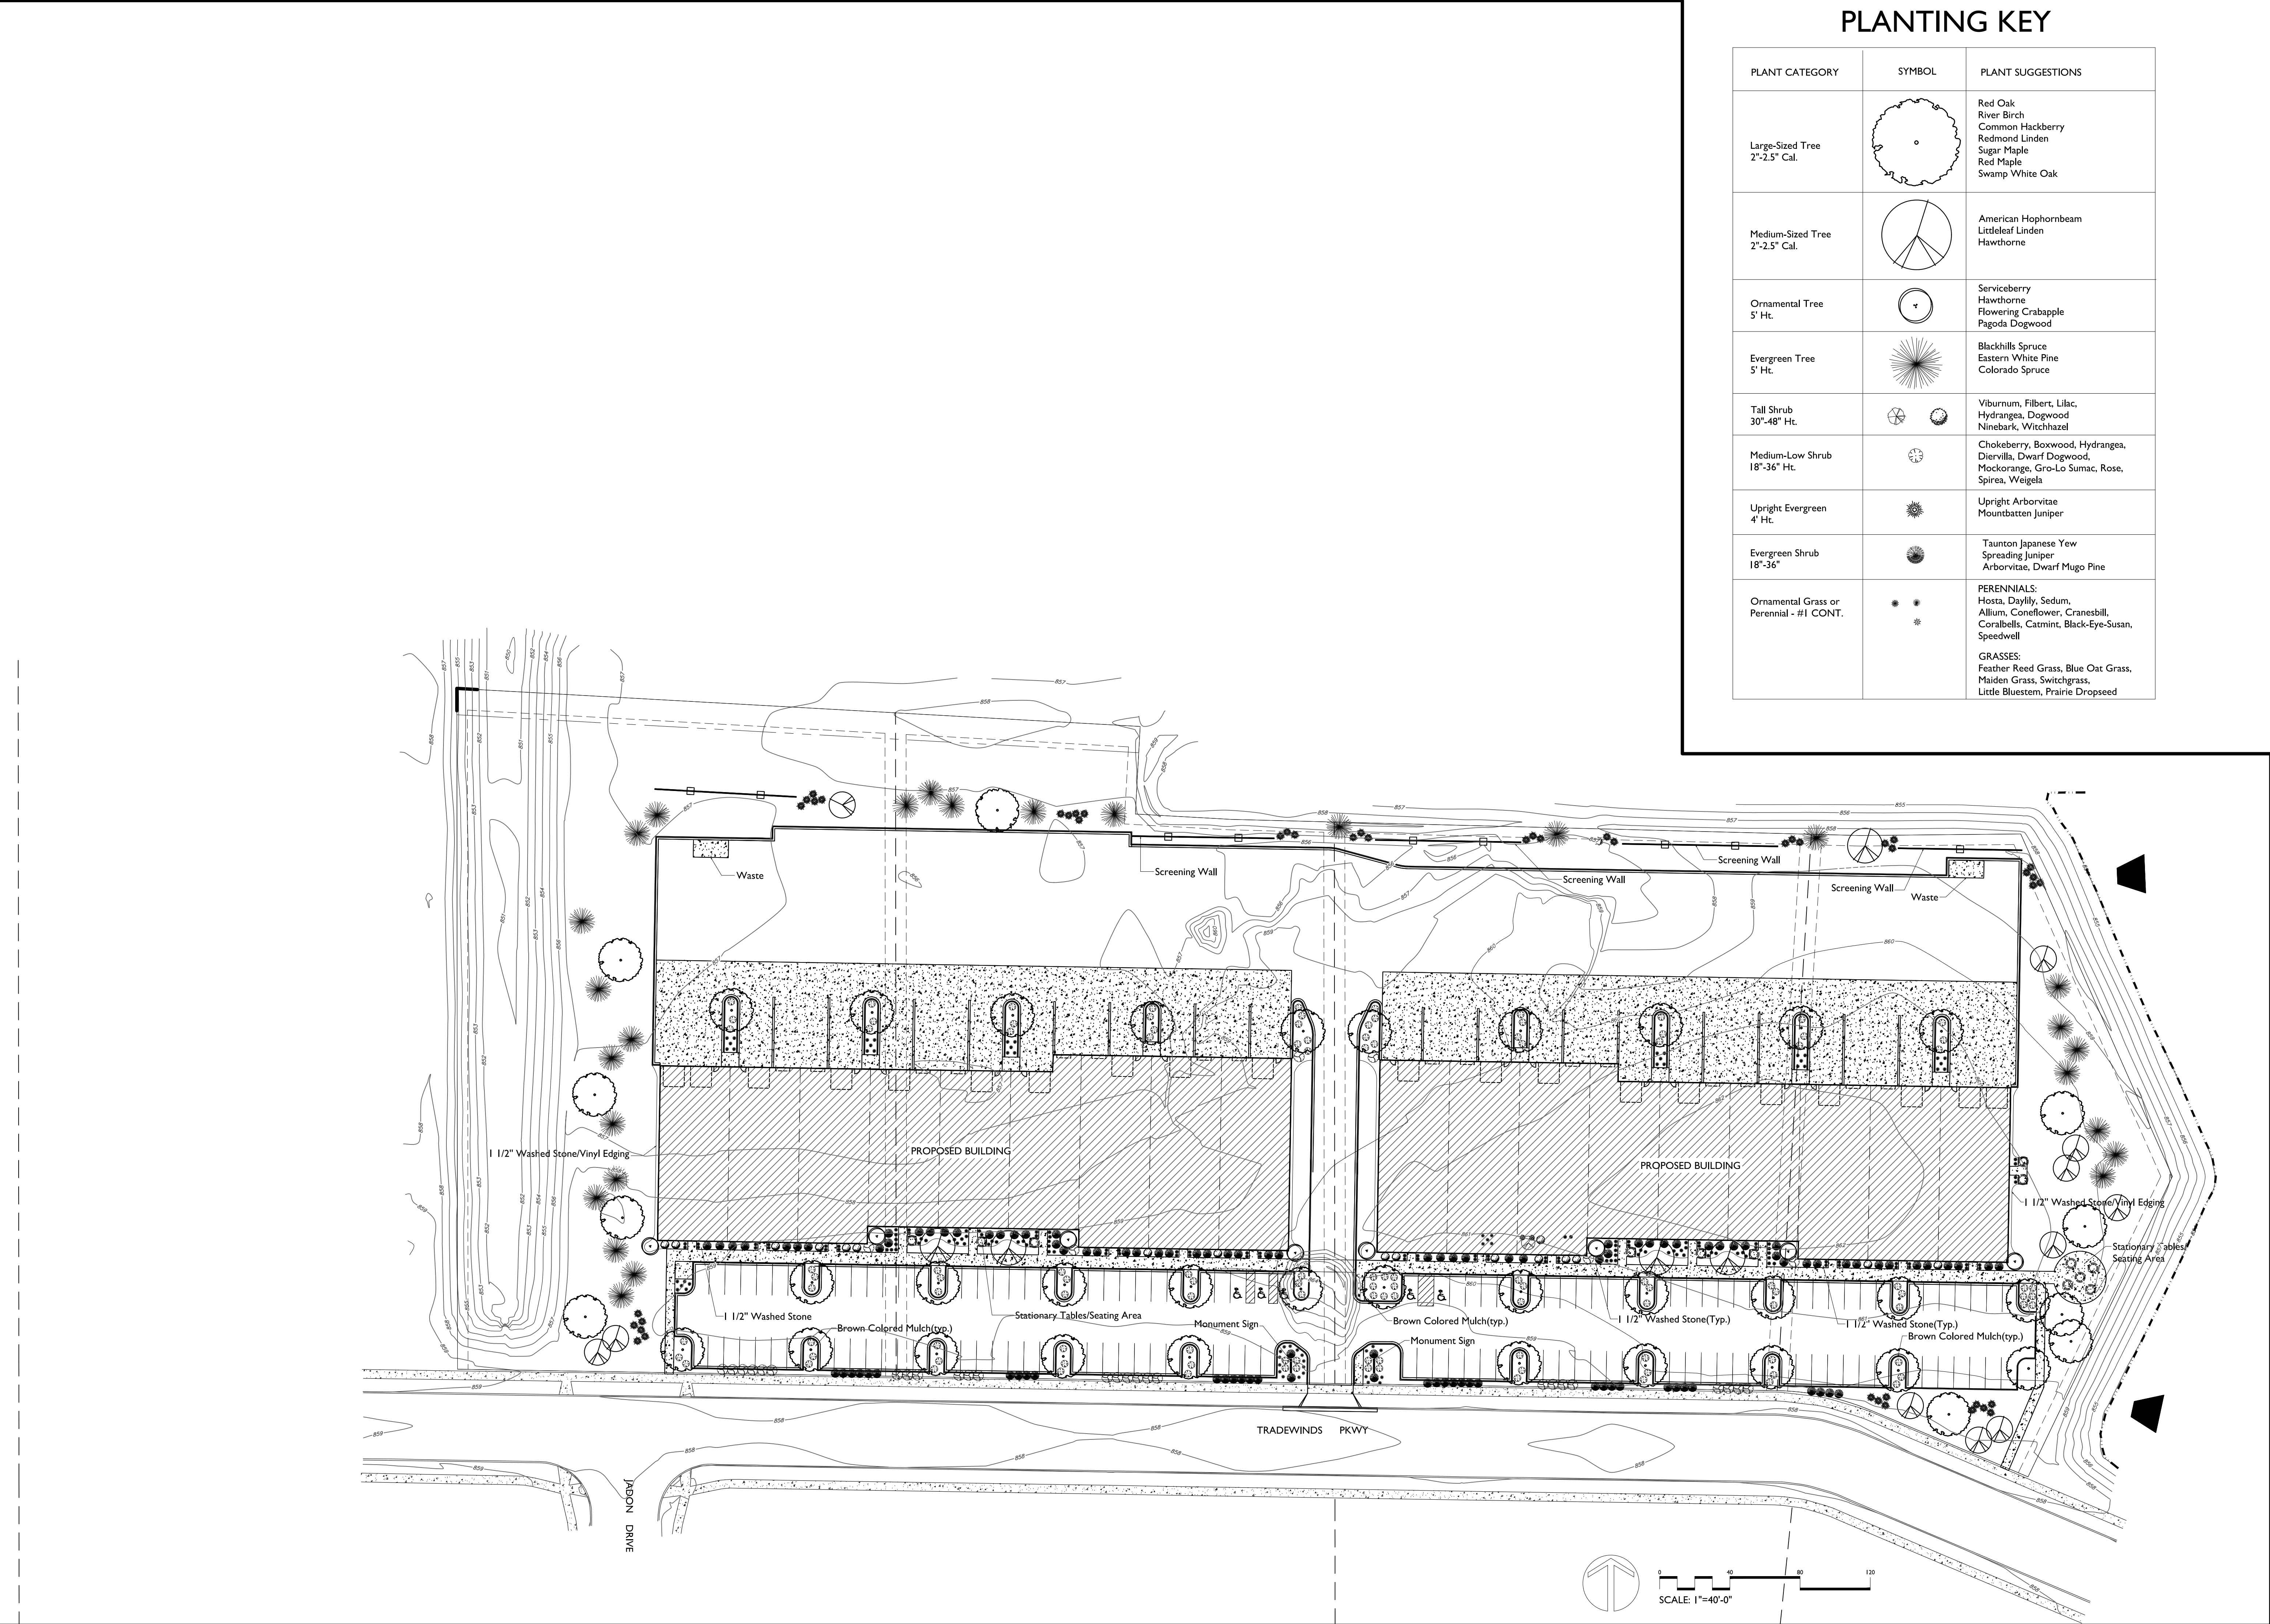 PLANTING KEY
PLANT CATEGORY
SYMBOL
PLANT SUGGESTIONS
Large-Sized Tree
2"-2.5" Cal.
Red Oak
River Birch
Common Hackberry
Redmond Linden
Sugar Maple
Red Maple
Swamp White Oak
Medium-Sized Tree
2"-2.5" Cal.
American Hophornbeam
Littleleaf Linden
Hawthorne
Ornamental Tree
5' Ht.
Serviceberry
Hawthorne
Flowering Crabapple
Pagoda Dogwood
Evergreen Tree
5' Ht.
Blackhills Spruce
Eastern White Pine
Colorado Spruce
Tall Shrub
30"-48" Ht.
Viburnum, Filbert, Lilac,
Hydrangea, Dogwood
Ninebark, Witchhazel
Medium-Low Shrub
18"-36" Ht.
Chokeberry, Boxwood, Hydrangea,
Diervilla, Dwarf Dogwood,
Mockorange, Gro-Lo Sumac, Rose,
Spirea, Weigela
Upright Evergreen
4' Ht.
Upright Arborvitae
Mountbatten Juniper
Evergreen Shrub
18"-36"
Taunton Japanese Yew
Spreading Juniper
Arborvitae, Dwarf Mugo Pine
Ornamental Grass or
Perennial - #1 CONT.
PERENNIALS:
Hosta, Daylily, Sedum,
Allium, Coneflower, Cranesbill,
Coralbells, Catmint, Black-Eye-Susan,
Speedwell
GRASSES:
Feather Reed Grass, Blue Oat Grass,
Maiden Grass, Switchgrass,
Little Bluestem, Prairie Dropseed
857
858
857
Waste
Screening Wall
Screening Wall
Screening Wall
Screening Wall
Waste
860
1 1/2" Washed Stone/Vinyl Edging
PROPOSED BUILDING
PROPOSED BUILDING
1 1/2" Washed Stone/Vinyl Edging
Stationary Tables/
Seating Area
1 1/2" Washed Stone
Stationary Tables/Seating Area
Brown Colored Mulch(typ.)
Monument Sign
Brown Colored Mulch(typ.)
Monument Sign
1 1/2" Washed Stone(Typ.)
1 1/2" Washed Stone(Typ.)
Brown Colored Mulch(typ.)
TRADEWINDS PKWY
JADON DRIVE
0 40 80 120
SCALE: 1"=40'-0"